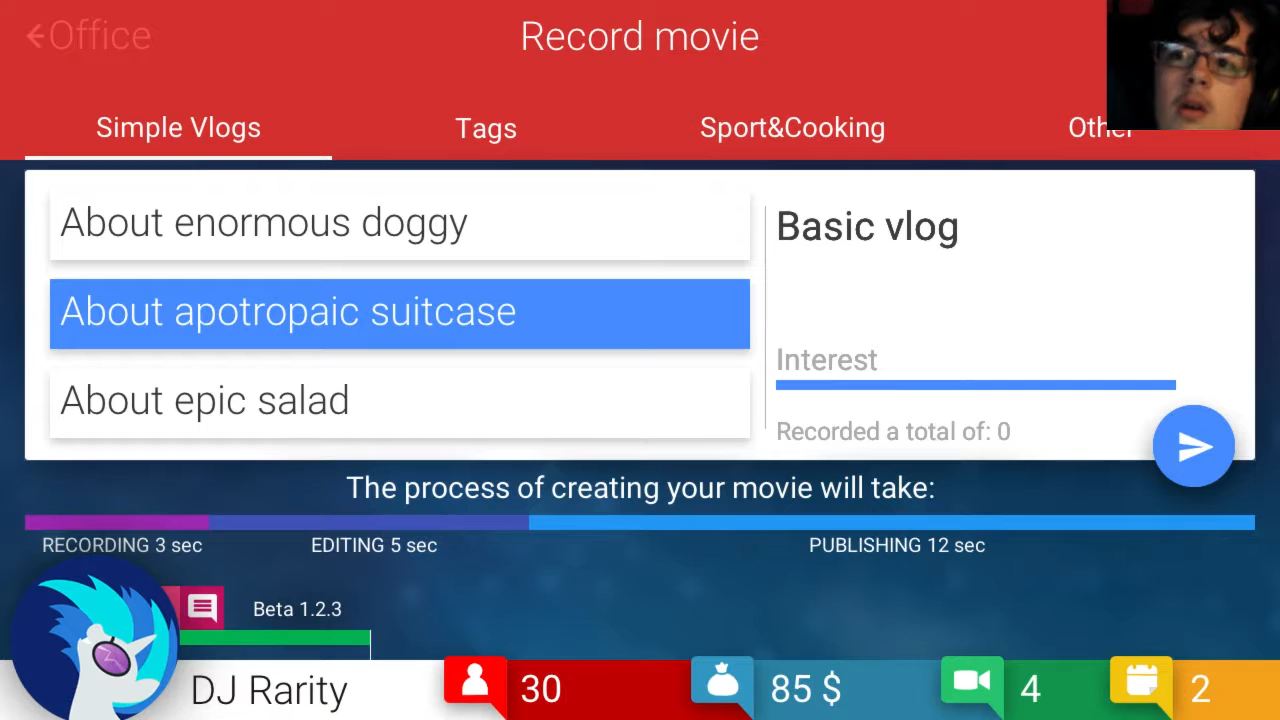 Office
Record movie
Simple Vlogs
Tags
Sport&Cooking
Other
About enormous doggy
About apotropaic suitcase
About epic salad
Basic vlog
Interest
Recorded a total of: 0
The process of creating your movie will take:
RECORDING 3 sec
EDITING 5 sec
PUBLISHING 12 sec
Beta 1.2.3
DJ Rarity
30
85 $
4
2